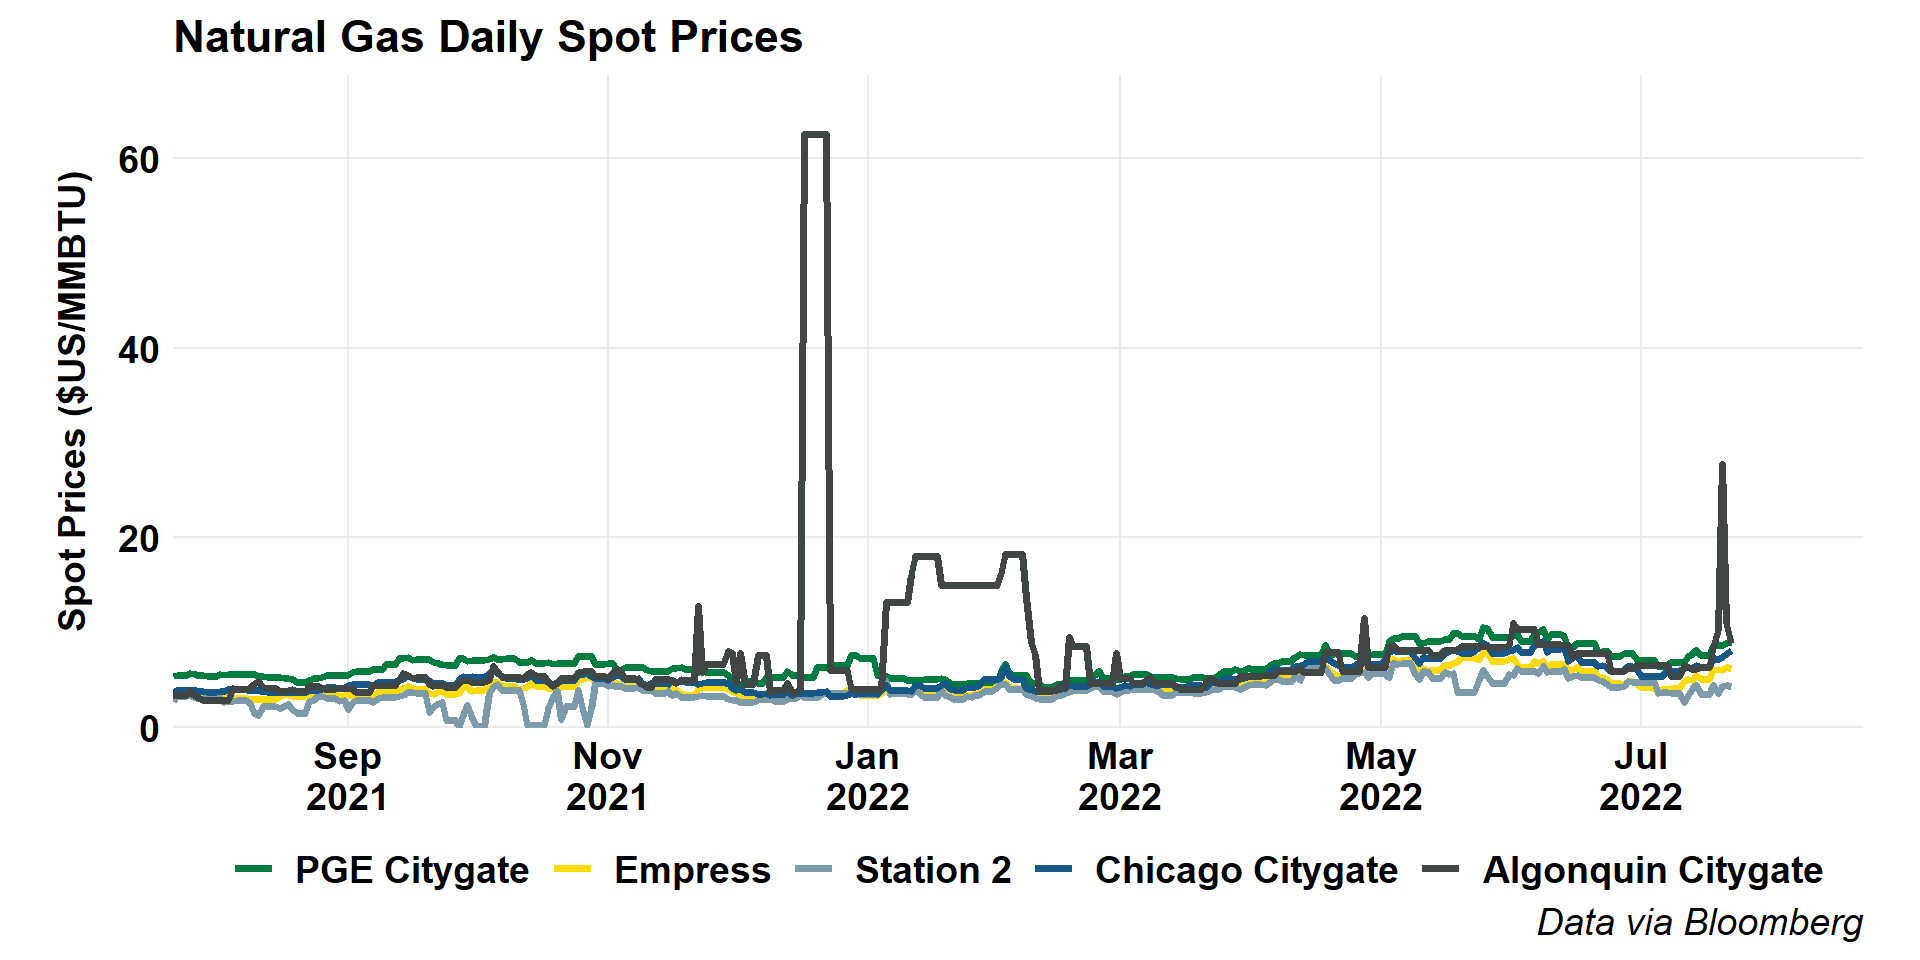 Natural Gas Daily Spot Prices
Spot Prices ($US/MMBTU)
60
40
20
0
Sep
2021
Nov
2021
Jan
2022
Mar
2022
May
2022
Jul
2022
PGE Citygate
Empress
Station 2
Chicago Citygate
Algonquin Citygate
Data via Bloomberg